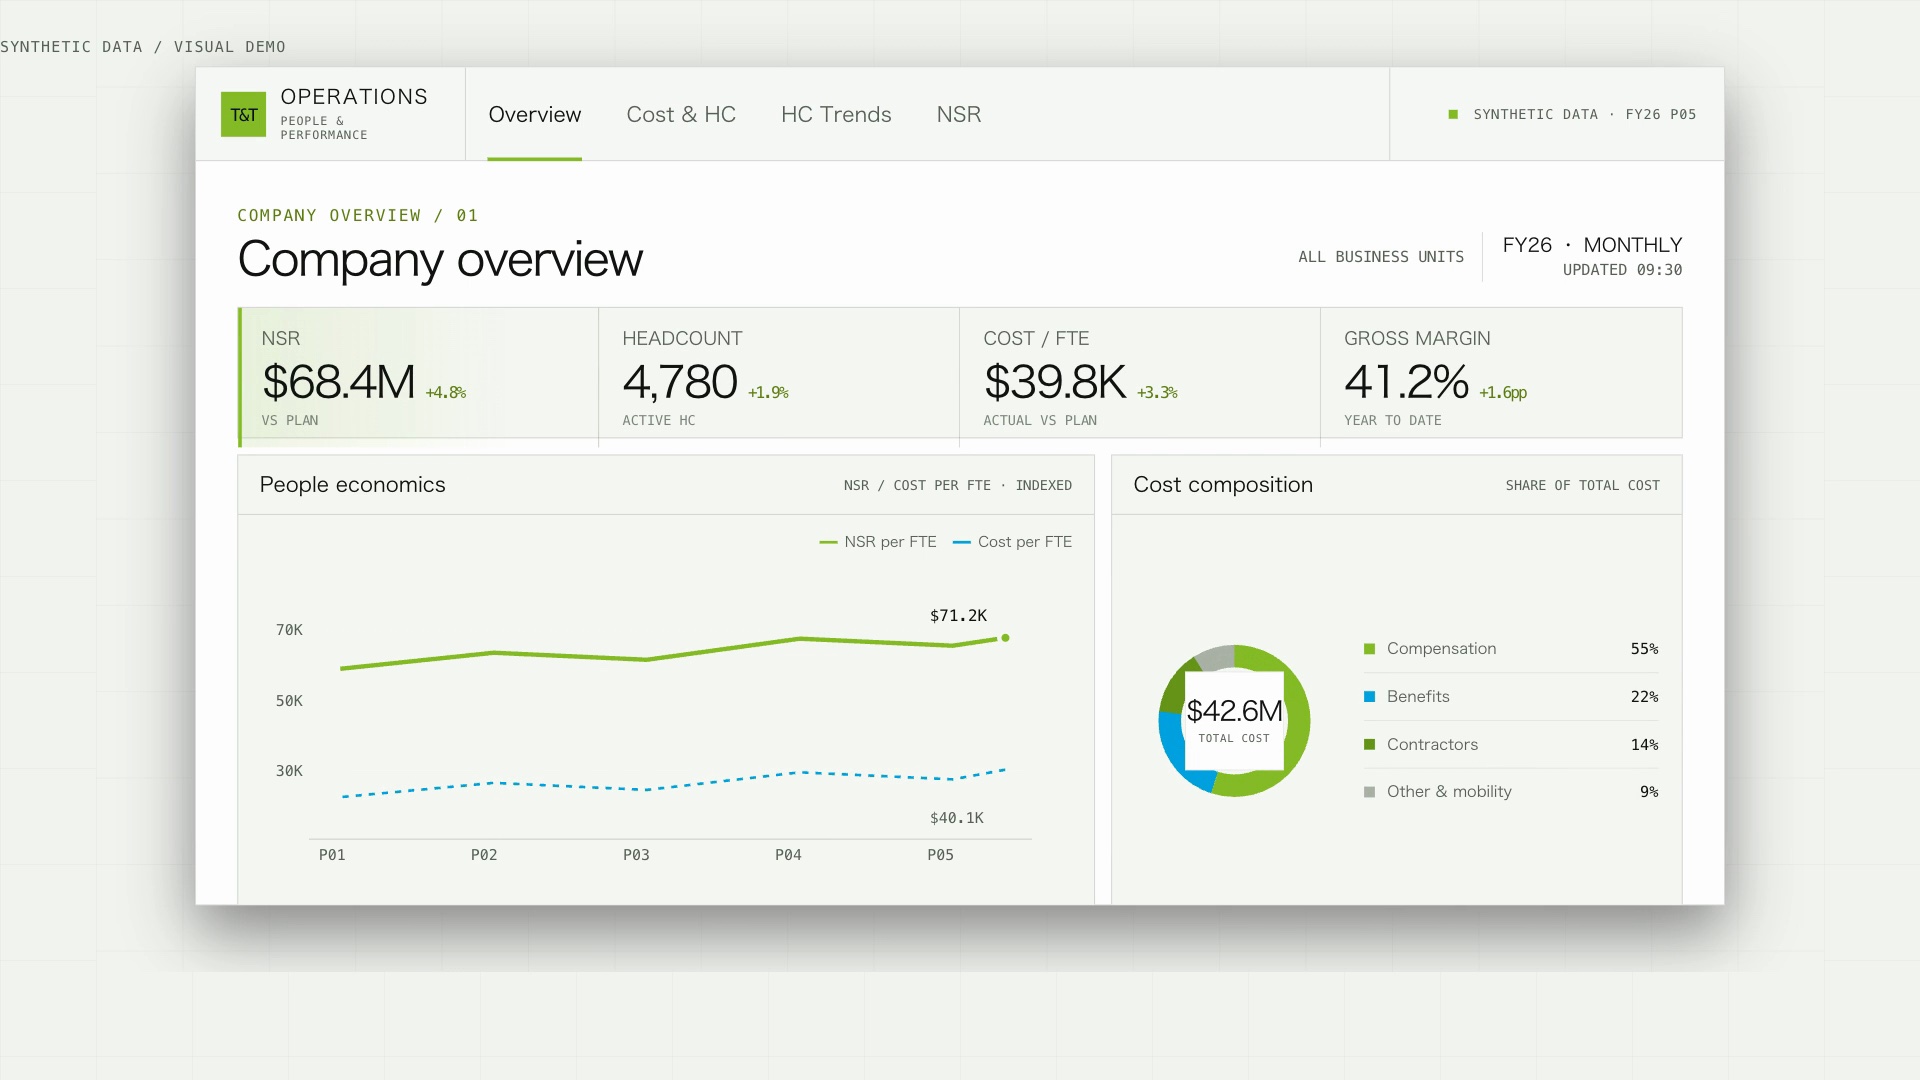 SYNTHETIC DATA / VISUAL DEMO
T&T
OPERATIONS
PEOPLE &
PERFORMANCE
Overview
Cost & HC
HC Trends
NSR
SYNTHETIC DATA · FY26 P05
COMPANY OVERVIEW / 01
Company overview
ALL BUSINESS UNITS
FY26 · MONTHLY
UPDATED 09:30
NSR
$68.4M +4.8%
VS PLAN
HEADCOUNT
4,780 +1.9%
ACTIVE HC
COST / FTE
$39.8K +3.3%
ACTUAL VS PLAN
GROSS MARGIN
41.2% +1.6pp
YEAR TO DATE
People economics
NSR / COST PER FTE · INDEXED
NSR per FTE
Cost per FTE
$71.2K
70K
50K
30K
$40.1K
P01
P02
P03
P04
P05
Cost composition
SHARE OF TOTAL COST
$42.6M
TOTAL COST
Compensation 55%
Benefits 22%
Contractors 14%
Other & mobility 9%